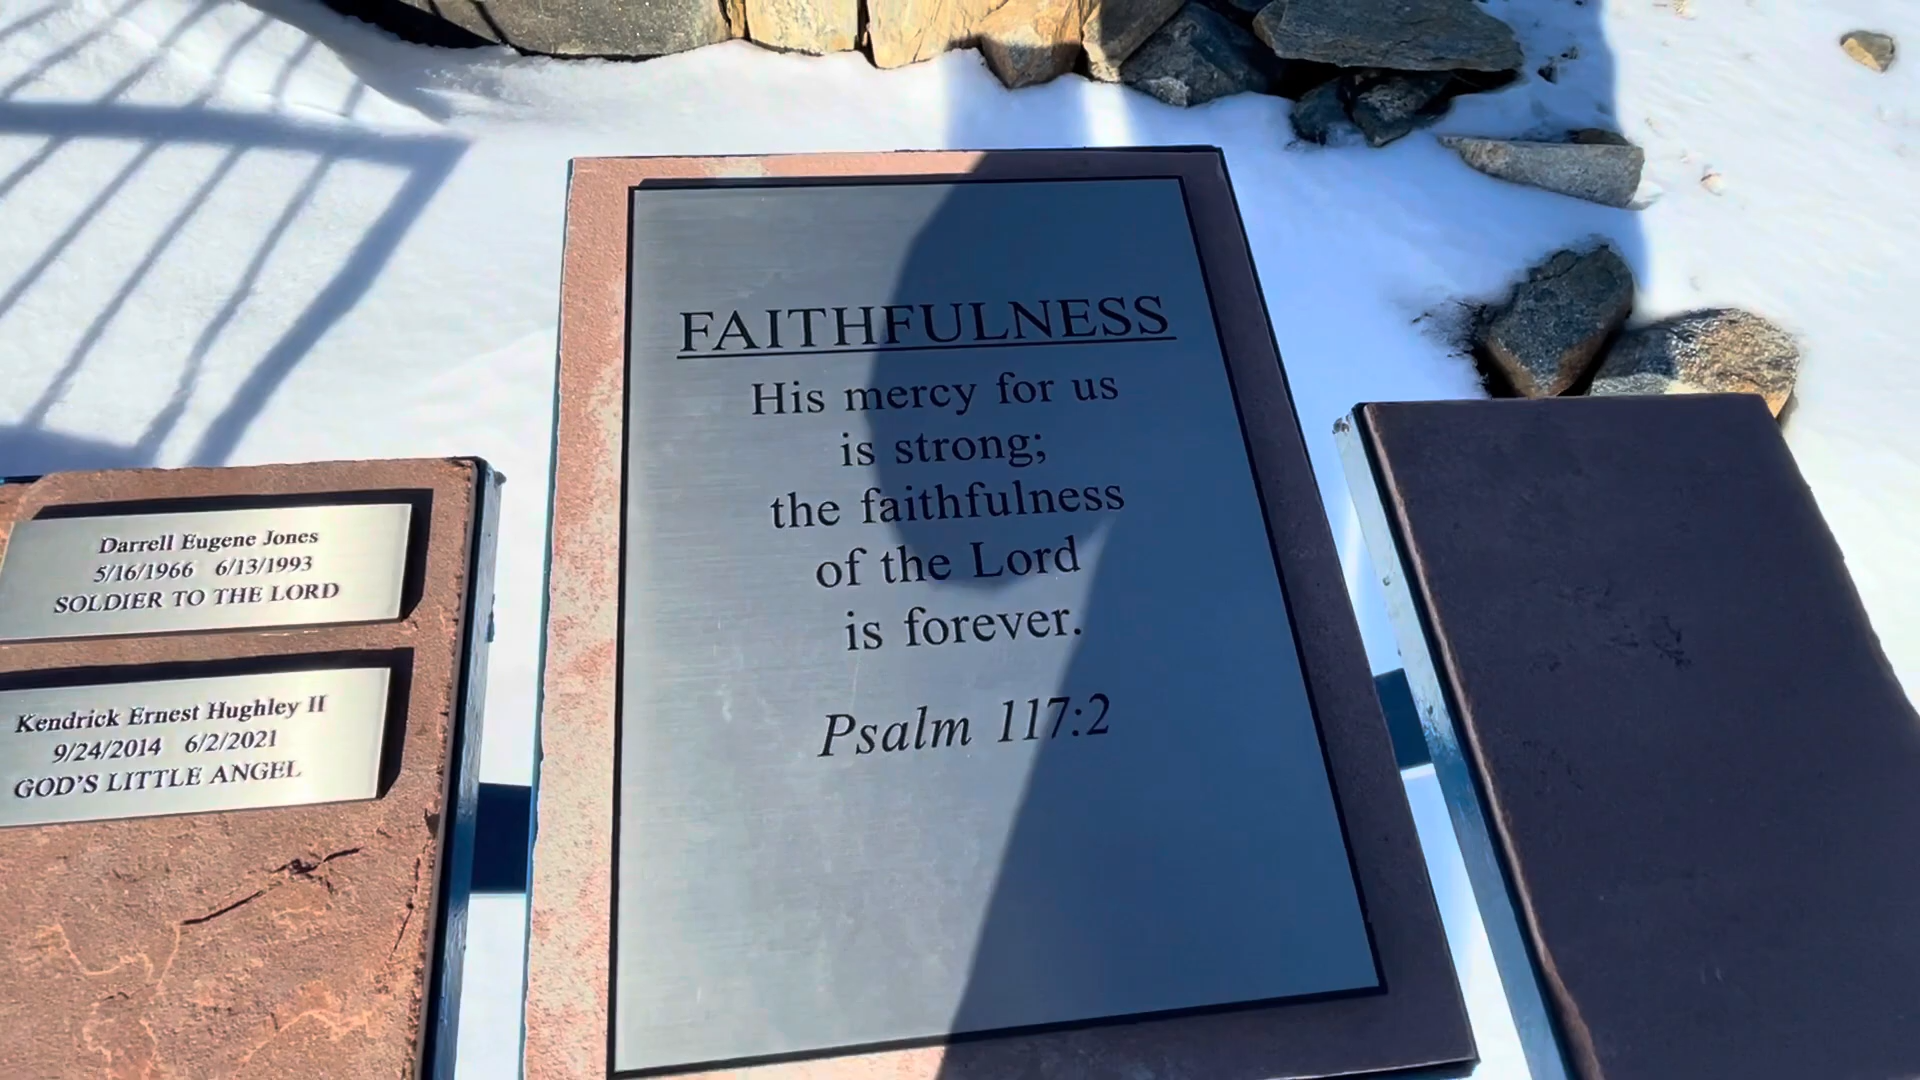 FAITHFULNESS
His mercy for us
is strong;
the faithfulness
of the Lord
is forever.
Psalm 117:2
Darrell Eugene Jones
5/16/1966 6/13/1993
SOLDIER TO THE LORD
Kendrick Ernest Hughley II
9/24/2014 6/2/2021
GOD'S LITTLE ANGEL